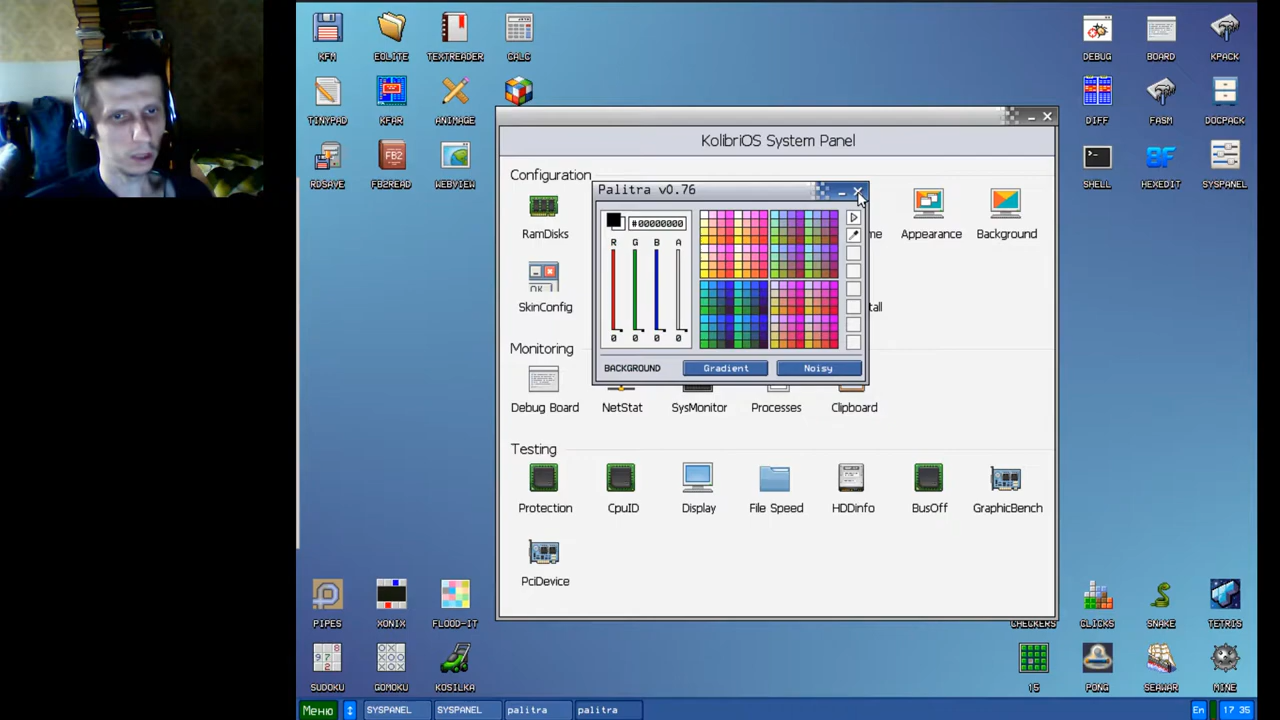 KFM EOLITE TEXTREADER CALC
DEBUG BOARD KPACK
TINYPAD KFAR ANIMAGE
DIFF FASM DOCPACK
RDSAVE FB2READ WEBVIEW
SHELL HEXEDIT SYSPANEL
FB2
KolibriOS System Panel
Configuration
RamDisks
me
Appearance
Background
SkinConfig
tall
Palitra v0.76
#00000000
R G B A
0 0 0 0
BACKGROUND Gradient Noisy
Monitoring
Debug Board NetStat SysMonitor Processes Clipboard
Testing
Protection CpuID Display File Speed HDDinfo BusOff GraphicBench
PciDevice
PIPES XONIX FLOOD-IT
CHECKERS CLICKS SNAKE TETRIS
SUDOKU GOMOKU KOSILKA
15 PONG SEAWAR MINE
Меню SYSPANEL SYSPANEL palitra palitra En 17 35